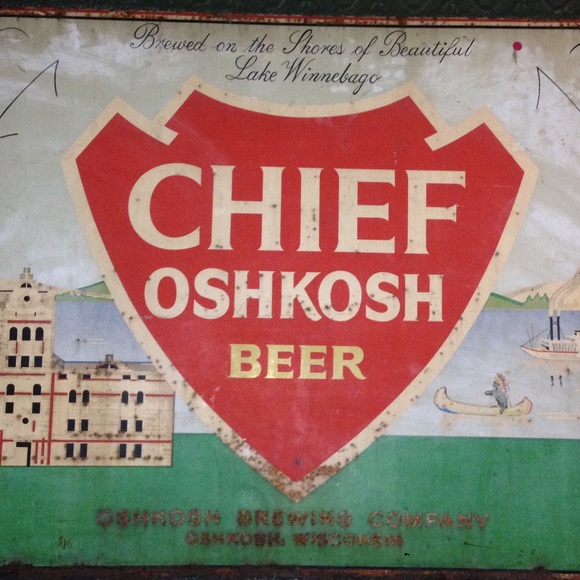 Brewed on the Shores of Beautiful
Lake Winnebago
CHIEF
OSHKOSH
BEER
OSHKOSH BREWING COMPANY
OSHKOSH, WISCONSIN